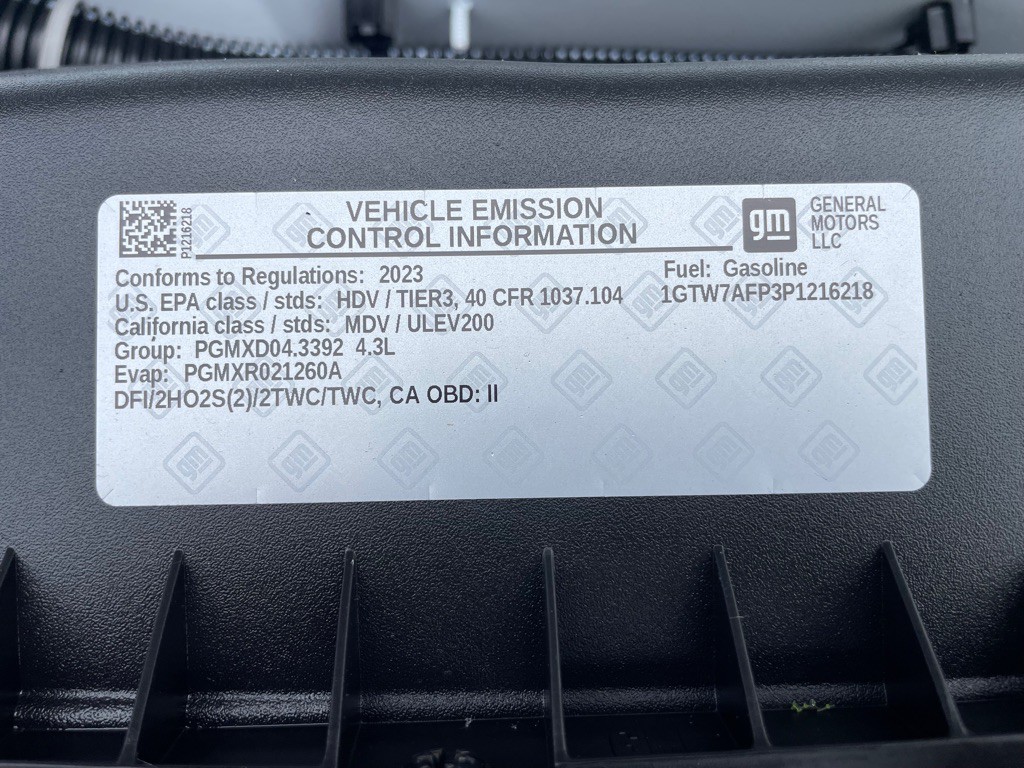 P1216218
VEHICLE EMISSION
CONTROL INFORMATION
gm
GENERAL
MOTORS
LLC
Conforms to Regulations: 2023
Fuel: Gasoline
U.S. EPA class / stds: HDV / TIER3, 40 CFR 1037.104
1GTW7AFP3P1216218
California class / stds: MDV / ULEV200
Group: PGMXD04.3392 4.3L
Evap: PGMXR021260A
DFI/2HO2S(2)/2TWC/TWC, CA OBD: II